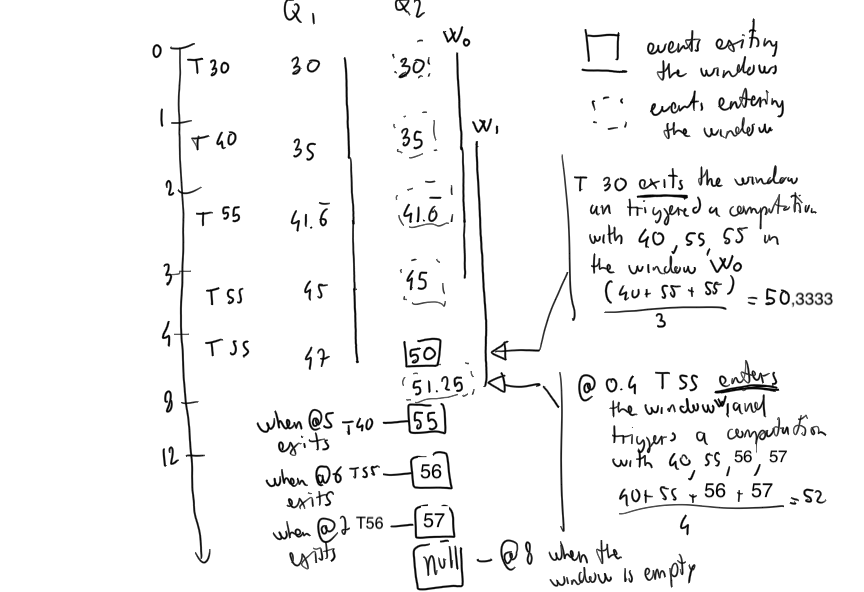 Q1 Q2
W0
0 T 30 30 30
1
T 40 35 35
W1
2
T 55 41.6̅ 41.6̅
3
T 55 45 45
4
T 55 47 50
51.25
8
when @5 T40 55
exits
12
when @6 T55 56
exits
when @7 T56 57
exists
null - @ 8 when the
window is empty
events exiting
the windows
events entering
the window
T 30 exits the window
an triggered a computation
with 40, 55, 55 in
the window W0
(40+ 55 + 55)
3
= 50,3333
@ 0.4 T 55 enters
the window W1 and
triggers a computation
with 40, 55, 56, 57
40+ 55 + 56 + 57
4
= 52